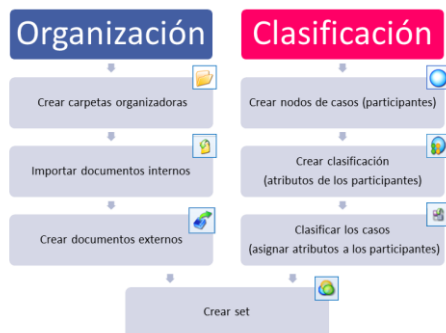 Organización
Crear carpetas organizadoras
Importar documentos internos
Crear documentos externos
Clasificación
Crear nodos de casos (participantes)
Crear clasificación
(atributos de los participantes)
Clasificar los casos
(asignar atributos a los participantes)
Crear set